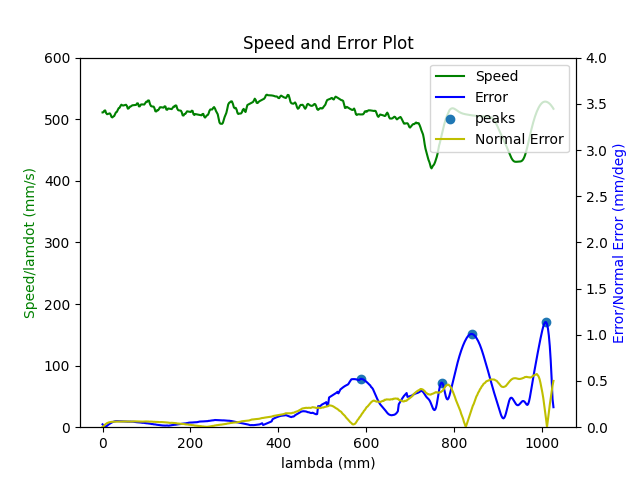 Speed and Error Plot
Speed
Error
peaks
Normal Error
600
500
400
300
200
100
0
4.0
3.5
3.0
2.5
2.0
1.5
1.0
0.5
0.0
0
200
400
600
800
1000
lambda (mm)
Speed/lamdot (mm/s)
Error/Normal Error (mm/deg)